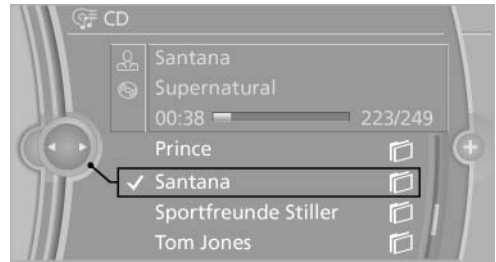 CD
Santana
Supernatural
00:38 223/249
Prince
Santana
Sportfreunde Stiller
Tom Jones